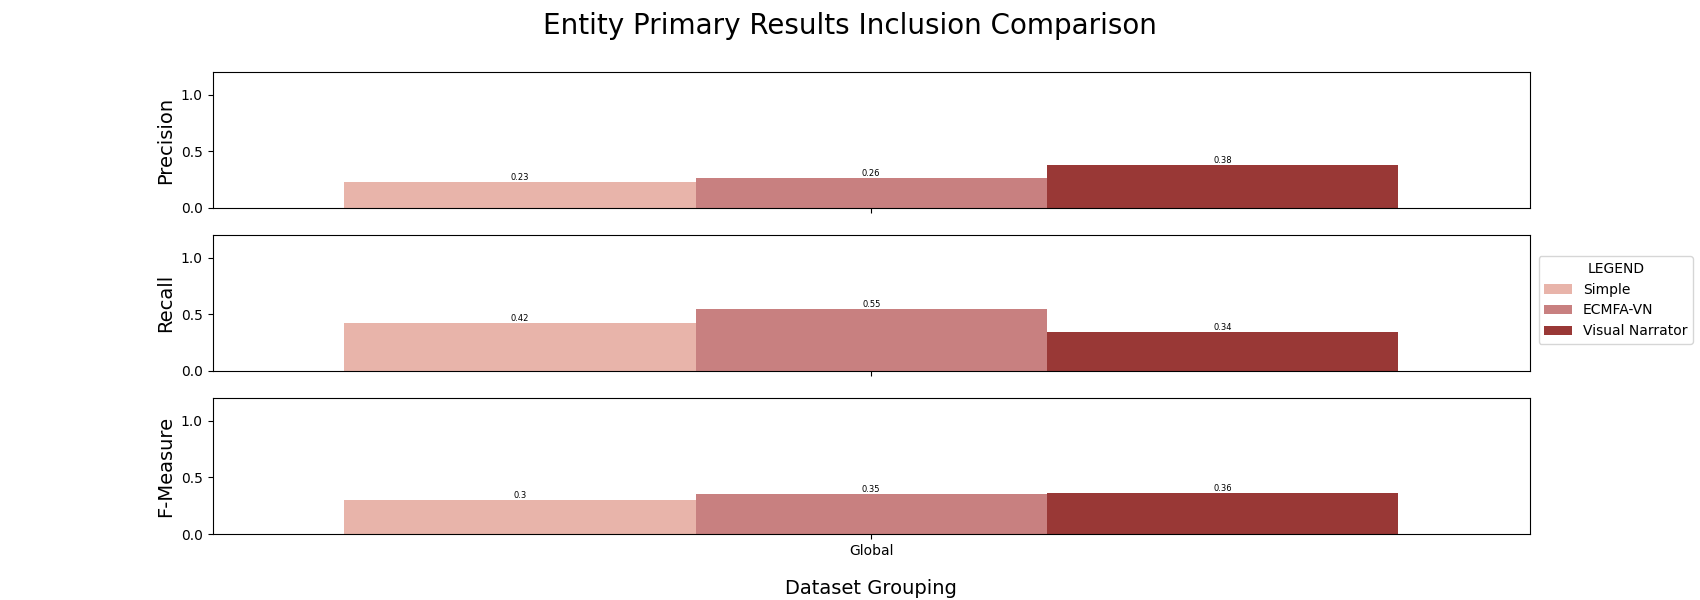 Entity Primary Results Inclusion Comparison
Precision
1.0
0.5
0.0
0.23
0.26
0.38
Recall
1.0
0.5
0.0
0.42
0.55
0.34
F-Measure
1.0
0.5
0.0
0.3
0.35
0.36
Global
Dataset Grouping
LEGEND
Simple
ECMFA-VN
Visual Narrator